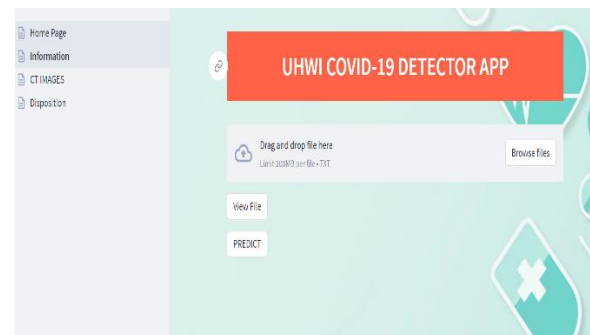 Home Page
Information
CT IMAGES
Disposition
UHWI COVID-19 DETECTOR APP
Drag and drop file here
Limit 200MB per file • TXT
Browse files
View File
PREDICT